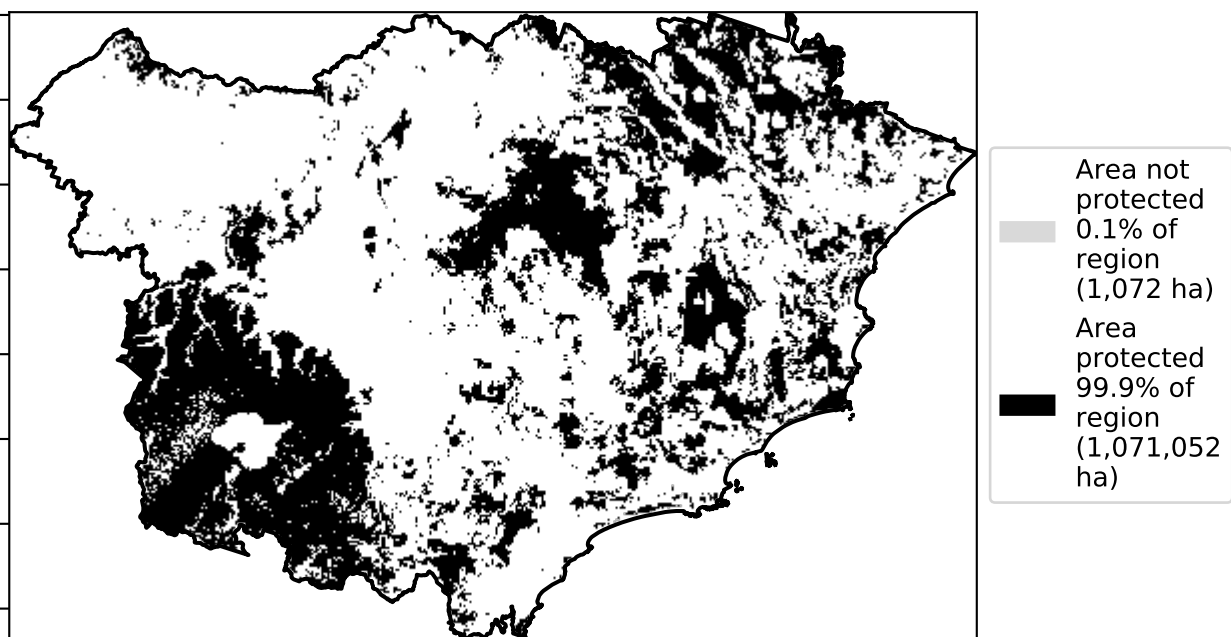 Area not
protected
0.1% of
region
(1,072 ha)
Area
protected
99.9% of
region
(1,071,052
ha)